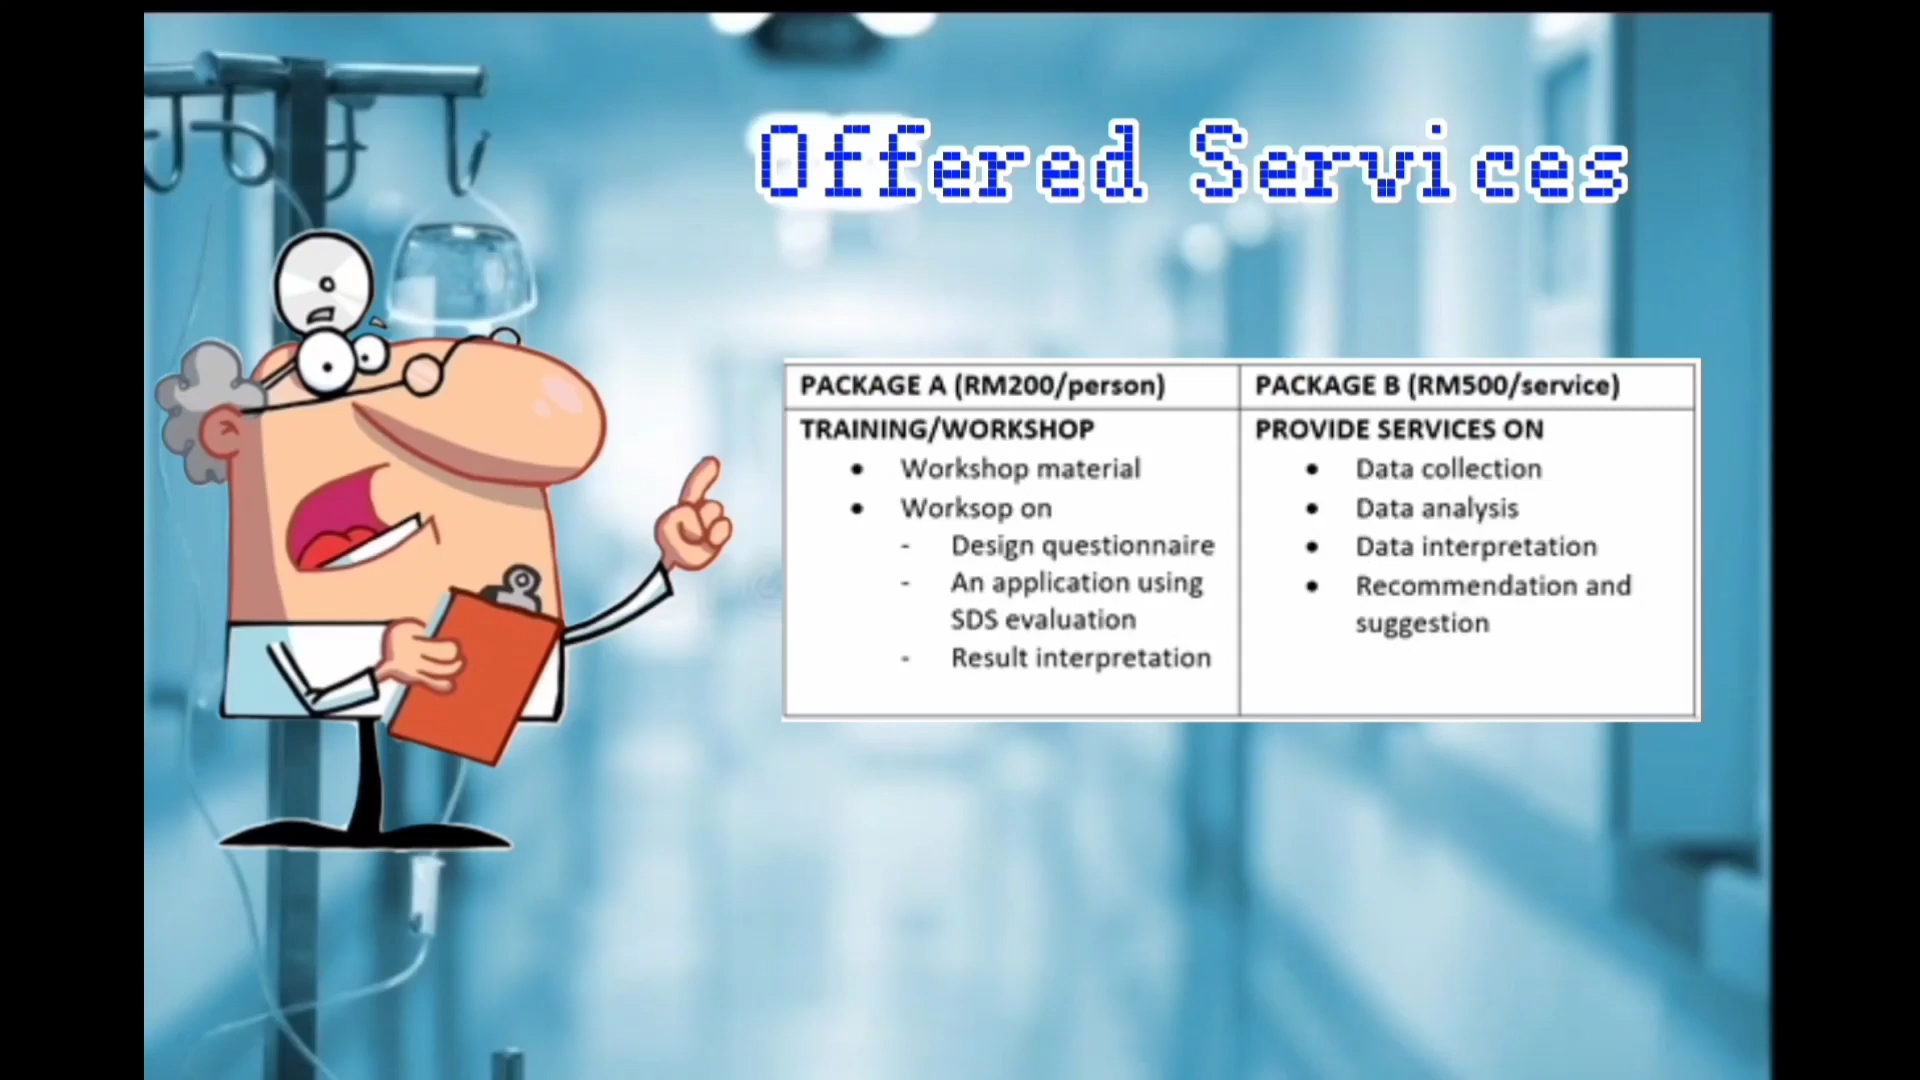 Offered Services
PACKAGE A (RM200/person)
TRAINING/WORKSHOP
• Workshop material
• Worksop on
- Design questionnaire
- An application using
SDS evaluation
- Result interpretation
PACKAGE B (RM500/service)
PROVIDE SERVICES ON
• Data collection
• Data analysis
• Data interpretation
• Recommendation and
suggestion